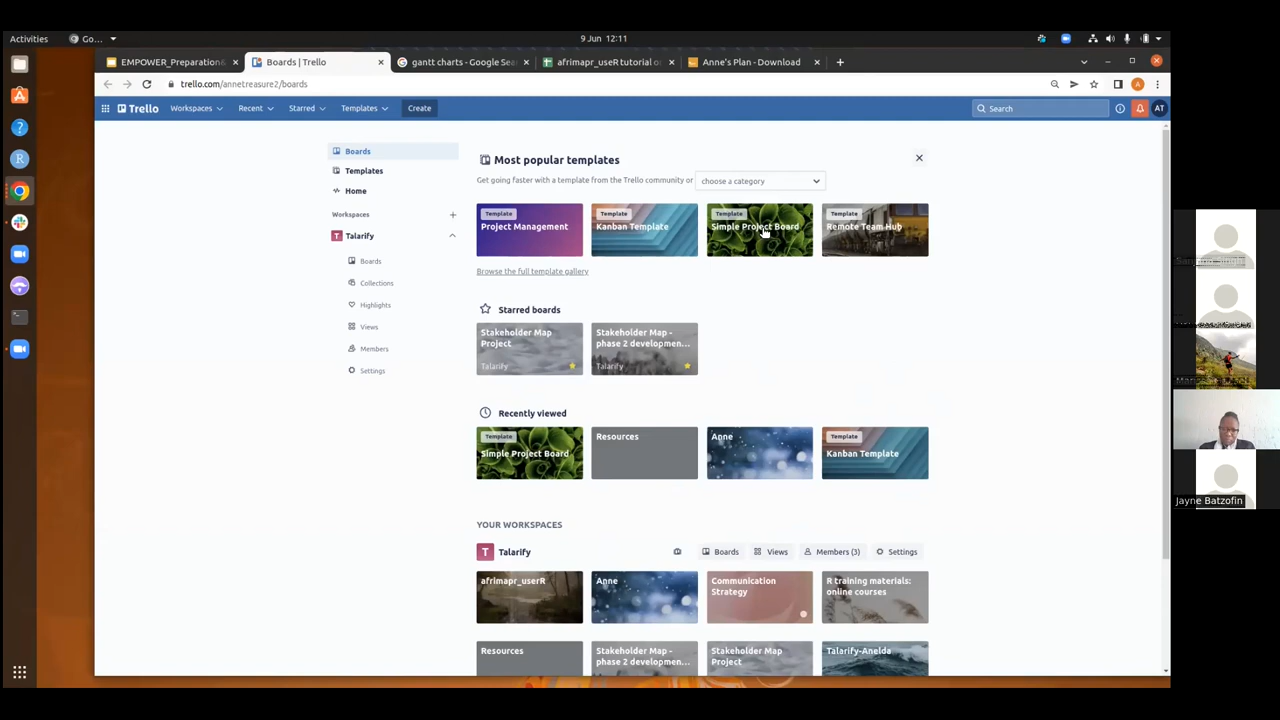 Activities
Go...
9 Jun 12:11
EMPOWER_Preparation&
Boards | Trello
gantt charts - Google Sea
afrimapr_useR tutorial o
Anne's Plan - Download
trello.com/annetreasure2/boards
Trello
Workspaces
Recent
Starred
Templates
Create
Search
AT
Boards
Templates
Home
Workspaces
T Talarify
Boards
Collections
Highlights
Views
Members
Settings
Most popular templates
Get going faster with a template from the Trello community or
choose a category
Template
Project Management
Template
Kanban Template
Template
Simple Project Board
Template
Remote Team Hub
Browse the full template gallery
Starred boards
Stakeholder Map Project
Talarify
Stakeholder Map - phase 2 developmen...
Talarify
Recently viewed
Template
Simple Project Board
Resources
Anne
Template
Kanban Template
YOUR WORKSPACES
T Talarify
Boards
Views
Members (3)
Settings
afrimapr_userR
Anne
Communication Strategy
R training materials: online courses
Resources
Stakeholder Map - phase 2 developmen...
Stakeholder Map Project
Talarify-Anelda
Jayne Batzofin